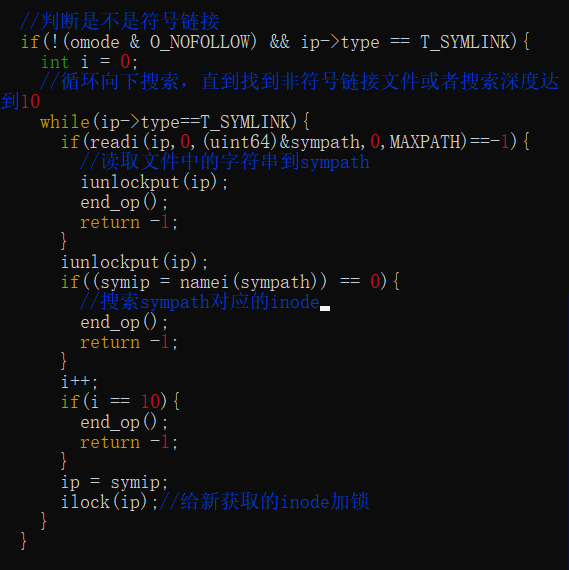 //判断是不是符号链接
if(!(omode & O_NOFOLLOW) && ip->type == T_SYMLINK){
int i = 0;
//循环向下搜索，直到找到非符号链接文件或者搜索深度达
到10
while(ip->type==T_SYMLINK){
if(readi(ip,0,(uint64)&sympath,0,MAXPATH)==-1){
//读取文件中的字符串到sympath
iunlockput(ip);
end_op();
return -1;
}
iunlockput(ip);
if((symip = namei(sympath)) == 0){
//搜索sympath对应的inode
end_op();
return -1;
}
i++;
if(i == 10){
end_op();
return -1;
}
ip = symip;
ilock(ip);//给新获取的inode加锁
}
}